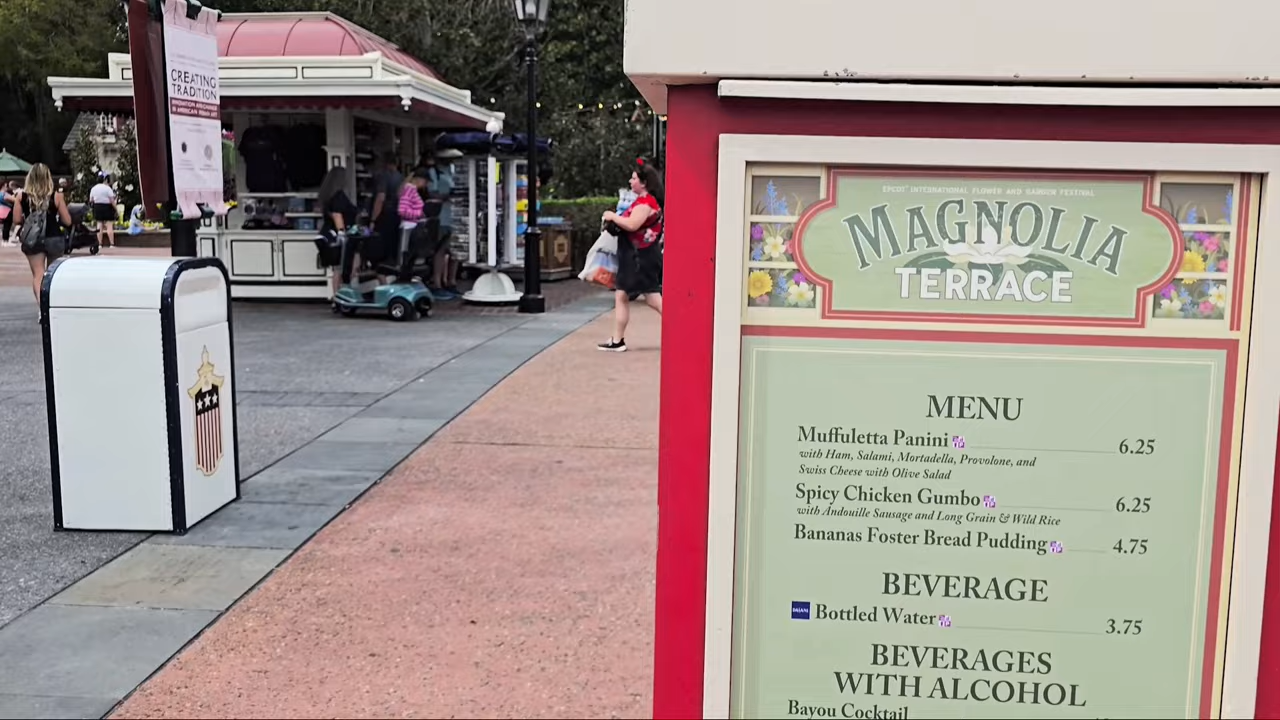 CREATING
TRADITION
EPCOT INTERNATIONAL FLOWER AND GARDEN FESTIVAL
MAGNOLIA
TERRACE
MENU
Muffuletta Panini 6.25
with Ham, Salami, Mortadella, Provolone, and
Swiss Cheese with Olive Salad
Spicy Chicken Gumbo 6.25
with Andouille Sausage and Long Grain & Wild Rice
Bananas Foster Bread Pudding 4.75
BEVERAGE
DASANI Bottled Water 3.75
BEVERAGES
WITH ALCOHOL
Bayou Cocktail